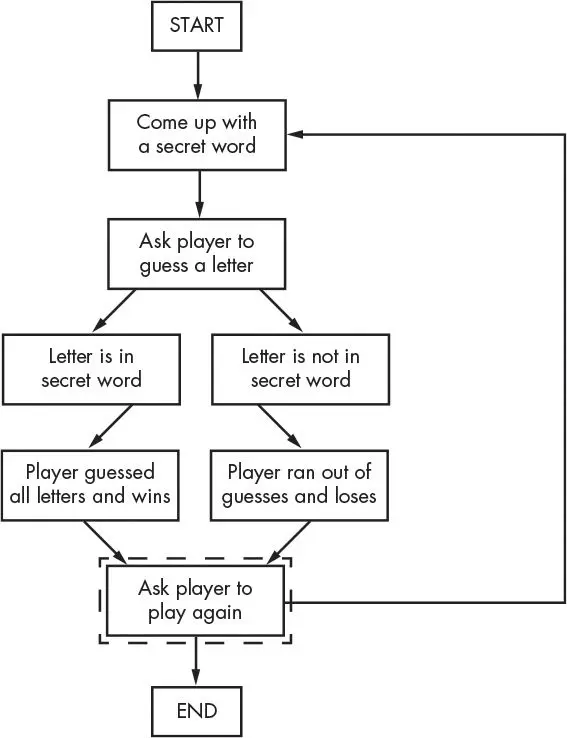 START
Come up with
a secret word
Ask player to
guess a letter
Letter is in
secret word
Letter is not in
secret word
Player guessed
all letters and wins
Player ran out of
guesses and loses
Ask player to
play again
END